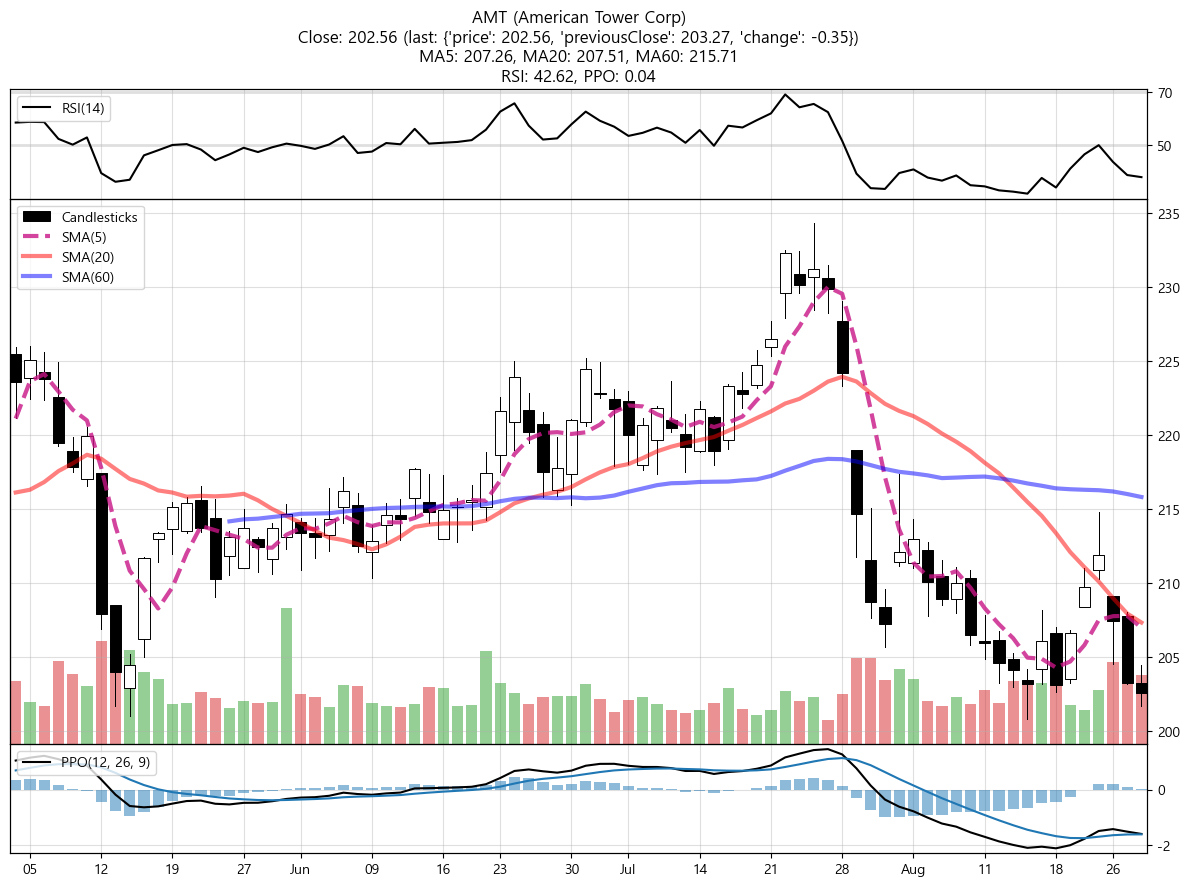 AMT (American Tower Corp)
Close: 202.56 (last: {'price': 202.56, 'previousClose': 203.27, 'change': -0.35})
MA5: 207.26, MA20: 207.51, MA60: 215.71
RSI: 42.62, PPO: 0.04
RSI(14)
70
50
Candlesticks
SMA(5)
SMA(20)
SMA(60)
235
230
225
220
215
210
205
200
PPO(12, 26, 9)
0
-2
05 12 19 27 Jun 09 16 23 30 Jul 14 21 28 Aug 11 18 26